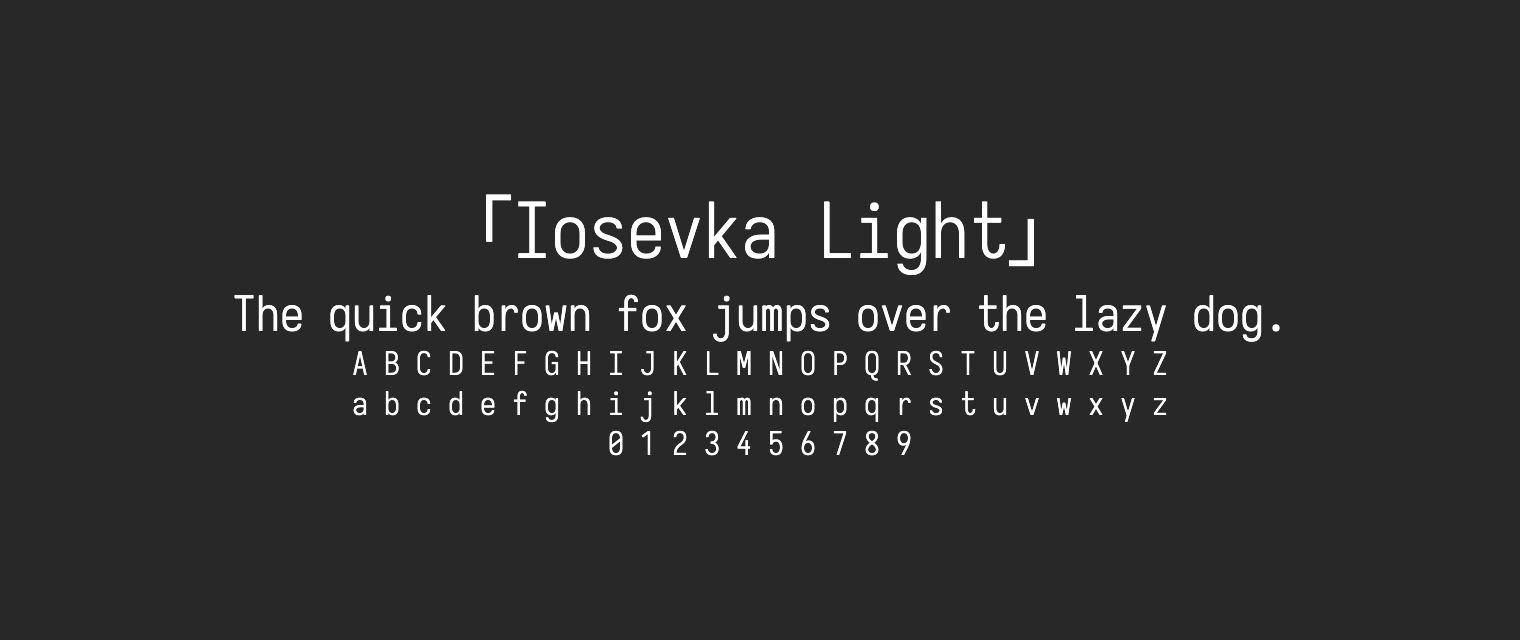 「Iosevka Light」
The quick brown fox jumps over the lazy dog.
A B C D E F G H I J K L M N O P Q R S T U V W X Y Z
a b c d e f g h i j k l m n o p q r s t u v w x y z
0 1 2 3 4 5 6 7 8 9